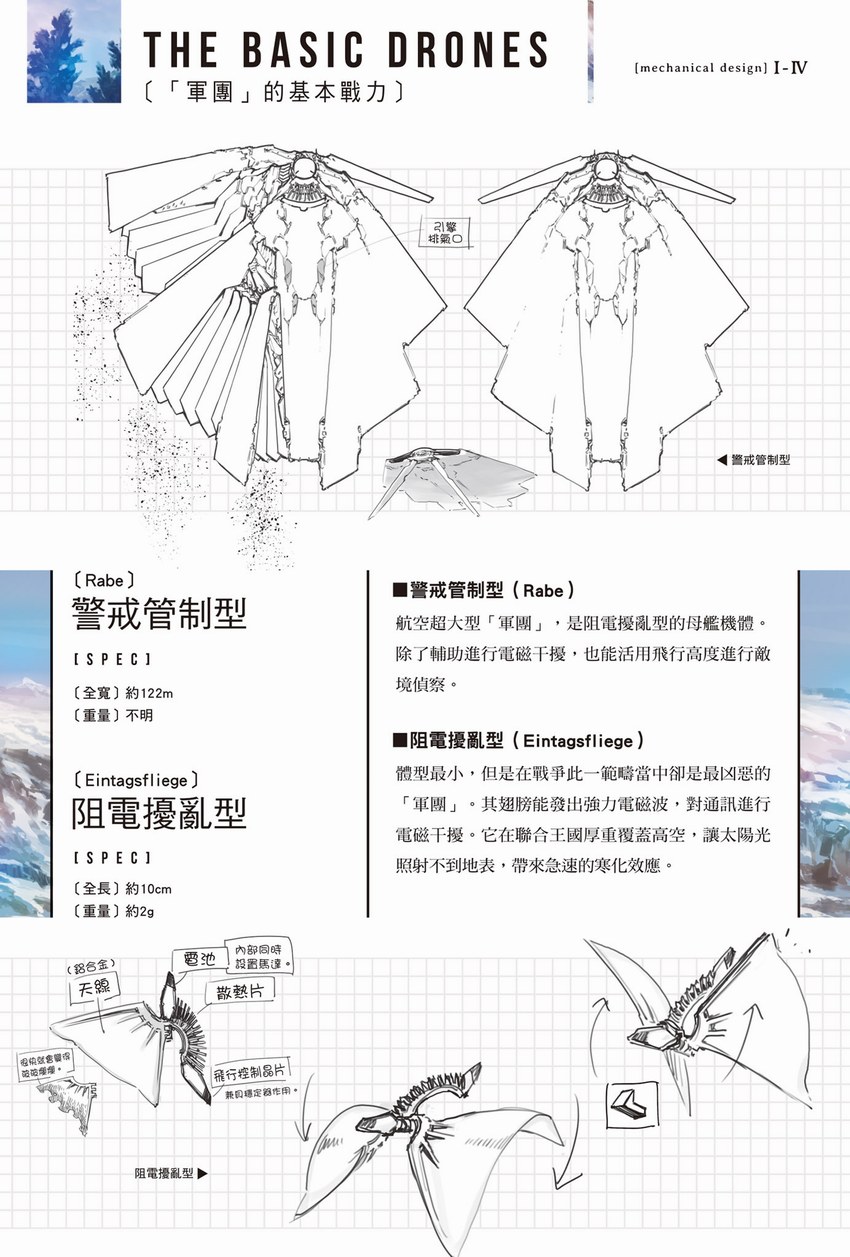 THE BASIC DRONES
〔「軍團」的基本戰力〕
[mechanical design] I-IV
引擎
排氣口
◀警戒管制型
〔Rabe〕
警戒管制型
[SPEC]
〔全寬〕約122m
〔重量〕不明
〔Eintagsfliege〕
阻電擾亂型
[SPEC]
〔全長〕約10cm
〔重量〕約2g
■警戒管制型（Rabe）
航空超大型「軍團」，是阻電擾亂型的母艦機體。
除了輔助進行電磁干擾，也能活用飛行高度進行敵
境偵察。
■阻電擾亂型（Eintagsfliege）
體型最小，但是在戰爭此一範疇當中卻是最凶惡的
「軍團」。其翅膀能發出強力電磁波，對通訊進行
電磁干擾。它在聯合王國厚重覆蓋高空，讓太陽光
照射不到地表，帶來急速的寒化效應。
(鋁合金)
天線
電池
內部同時
設置馬達。
散熱片
很快就會變得
破破爛爛。
飛行控制晶片
兼具穩定器作用。
阻電擾亂型▶